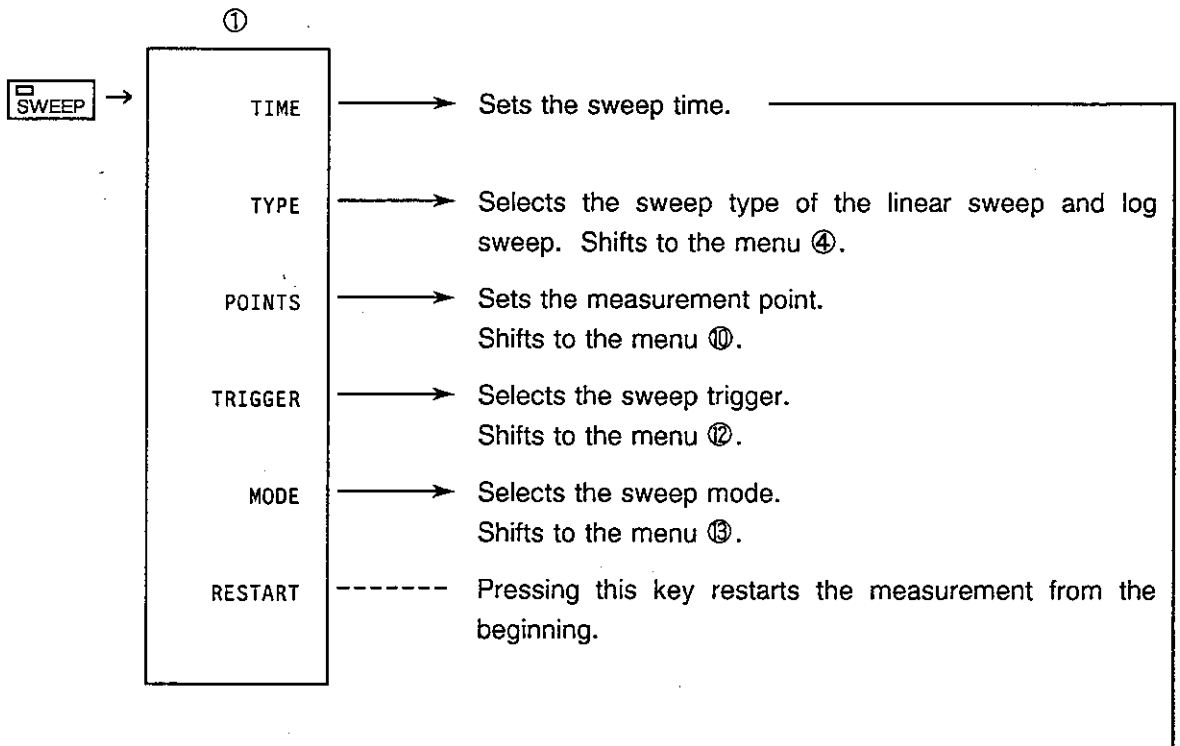 ①
SWEEP → TIME → Sets the sweep time.
TYPE → Selects the sweep type of the linear sweep and log
sweep. Shifts to the menu ④.
POINTS → Sets the measurement point.
Shifts to the menu ⑩.
TRIGGER → Selects the sweep trigger.
Shifts to the menu ⑫.
MODE → Selects the sweep mode.
Shifts to the menu ⑬.
RESTART ------- Pressing this key restarts the measurement from the
beginning.